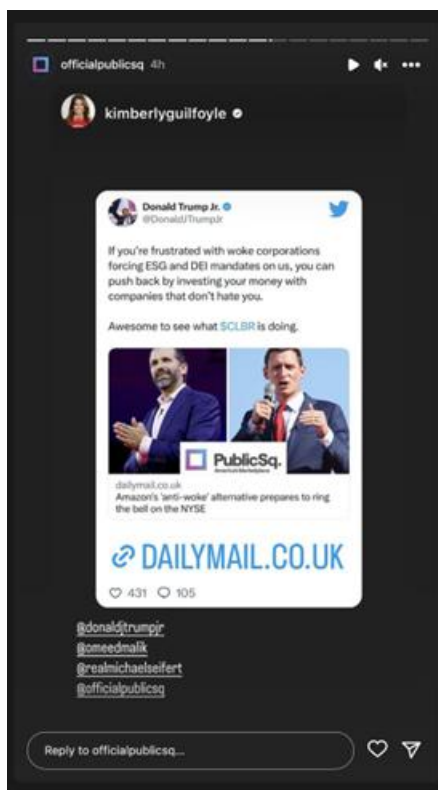 officialpublicsq 4h
kimberlyguilfoyle
Donald Trump Jr.
@DonaldJTrumpJr
If you're frustrated with woke corporations
forcing ESG and DEI mandates on us, you can
push back by investing your money with
companies that don't hate you.
Awesome to see what $CLBR is doing.
PublicSq.
America's Marketplace
dailymail.co.uk
Amazon's 'anti-woke' alternative prepares to ring
the bell on the NYSE
DAILYMAIL.CO.UK
431 105
@donaldjtrumpjr
@omeedmalik
@realmichaelseifert
@officialpublicsq
Reply to officialpublicsq...